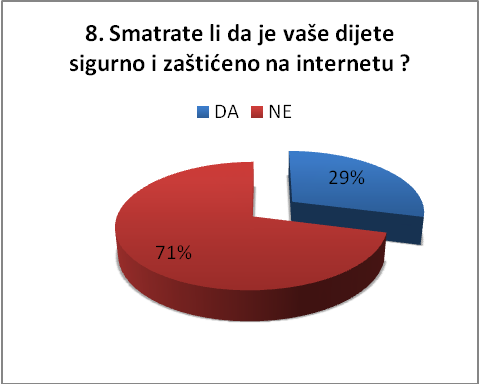 8. Smatrate li da je vaše dijete
sigurno i zaštićeno na internetu ?
DA NE
29%
71%